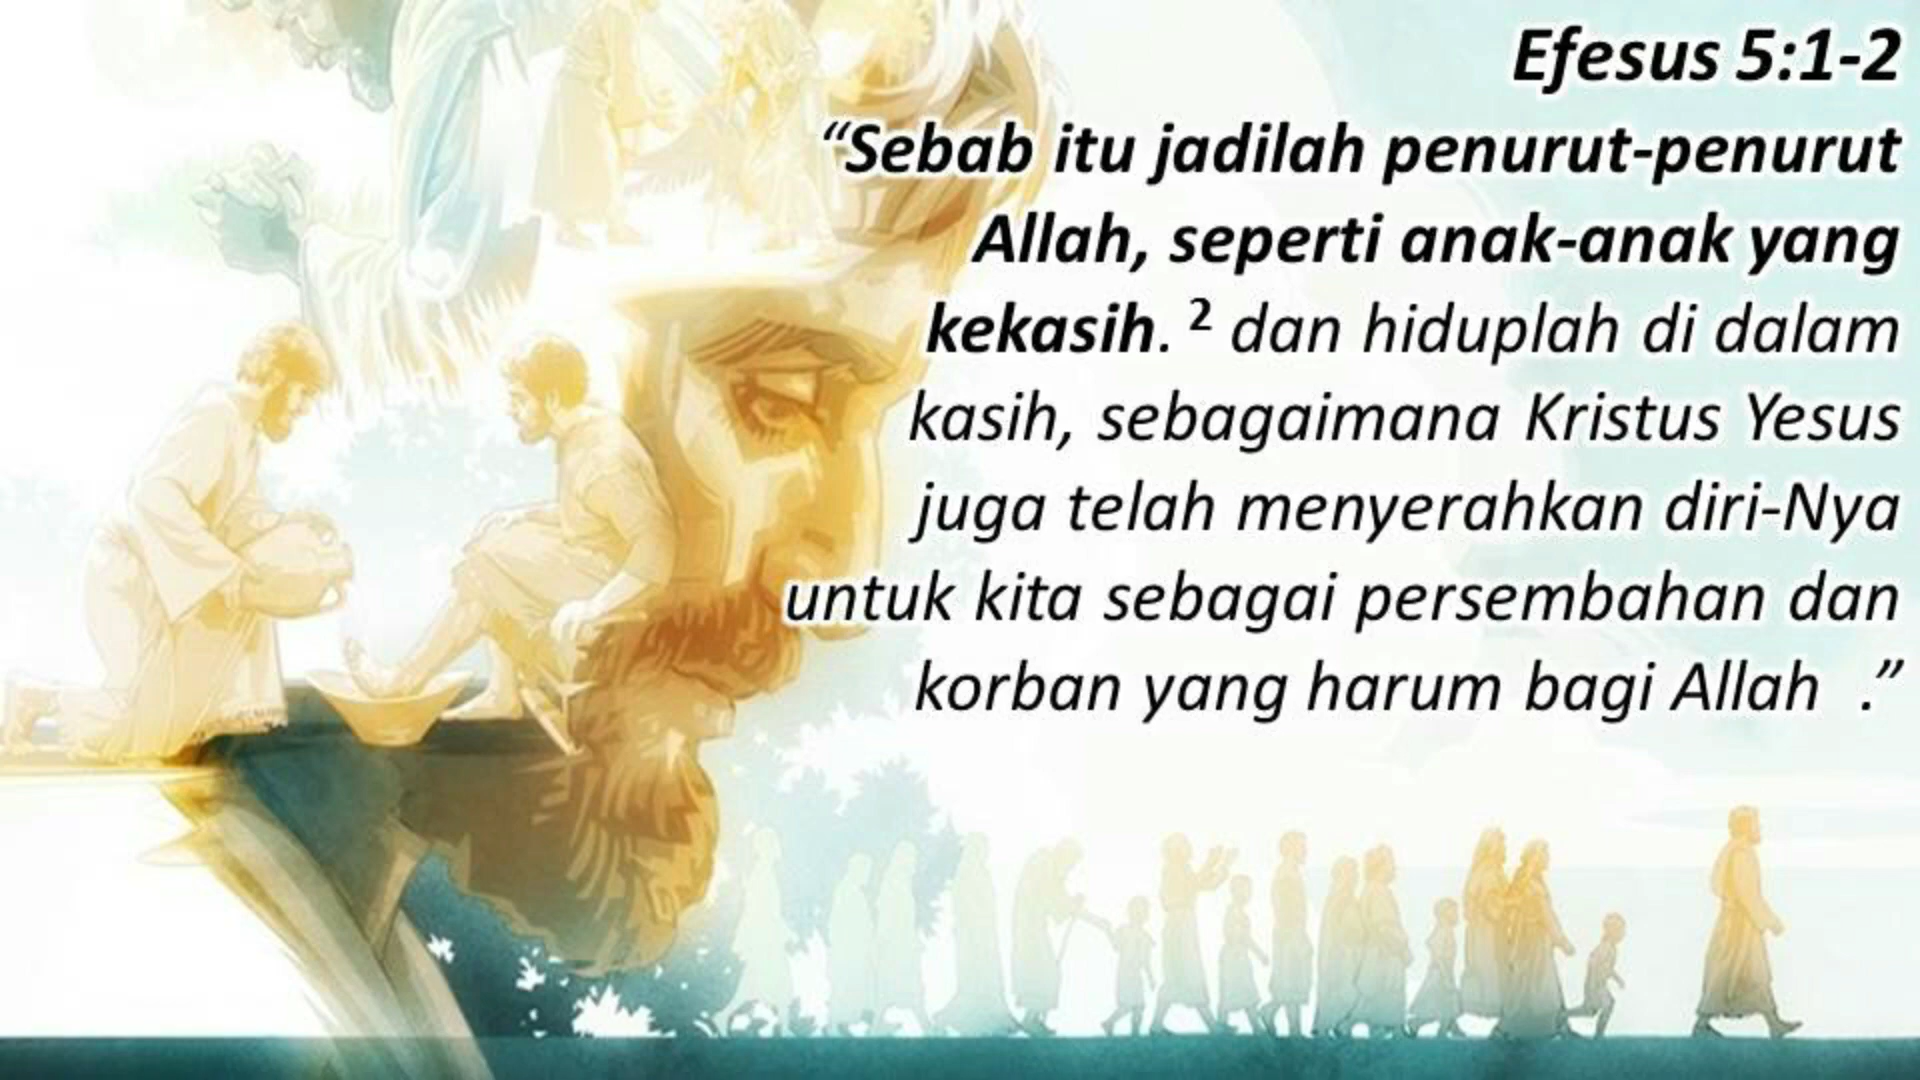 Efesus 5:1-2
“Sebab itu jadilah penurut-penurut
Allah, seperti anak-anak yang
kekasih. ² dan hiduplah di dalam
kasih, sebagaimana Kristus Yesus
juga telah menyerahkan diri-Nya
untuk kita sebagai persembahan dan
korban yang harum bagi Allah .”